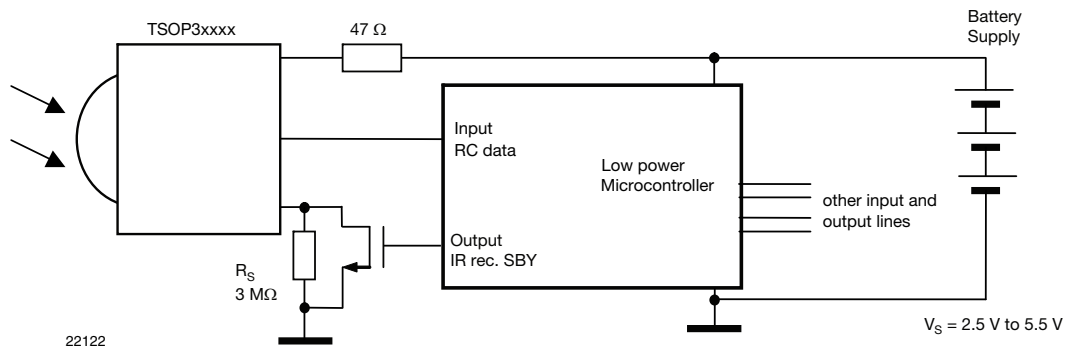 TSOP3xxxx
47 Ω
Battery
Supply
Input
RC data
Low power
Microcontroller
other input and
output lines
Output
IR rec. SBY
RS
3 MΩ
VS = 2.5 V to 5.5 V
22122